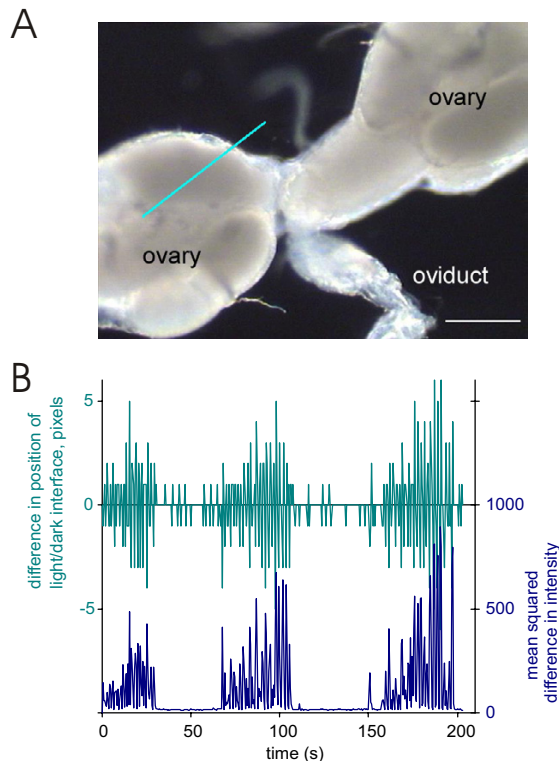 A
ovary
ovary
oviduct
B
difference in position of
light/dark interface, pixels
5
0
-5
1000
500
0
mean squared
difference in intensity
0
50
100
150
200
time (s)